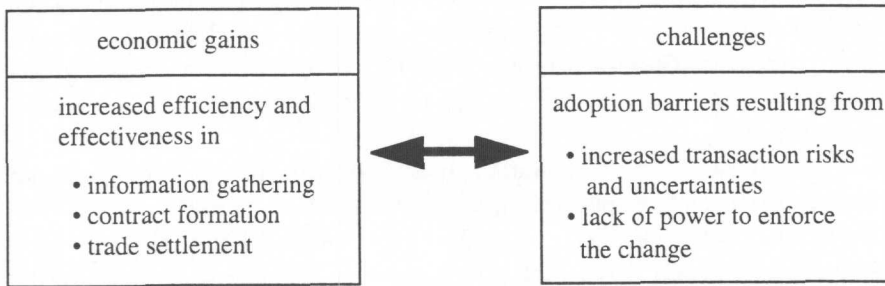 economic gains
increased efficiency and
effectiveness in
• information gathering
• contract formation
• trade settlement
challenges
adoption barriers resulting from
• increased transaction risks
and uncertainties
• lack of power to enforce
the change